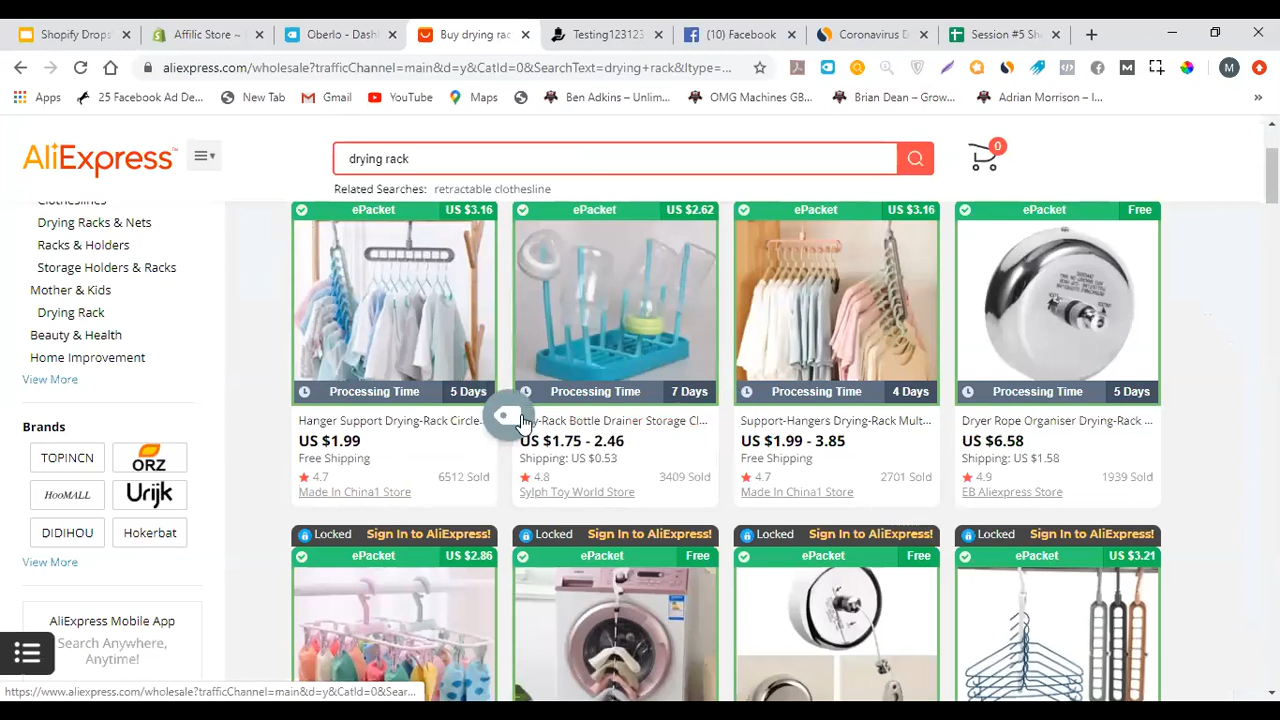 Shopify Drops
Affilic Store ~
Oberlo - Dash
Buy drying rac
Testing123123
(10) Facebook
Coronavirus D
Session #5 Sh
aliexpress.com/wholesale?trafficChannel=main&d=y&CatId=0&SearchText=drying+rack&ltype=...
M
Apps
25 Facebook Ad De...
New Tab
Gmail
YouTube
Maps
Ben Adkins – Unlim...
OMG Machines GB...
Brian Dean – Grow...
Adrian Morrison – I...
AliExpress™
drying rack
0
Related Searches: retractable clothesline
Clotheslines
Drying Racks & Nets
Racks & Holders
Storage Holders & Racks
Mother & Kids
Drying Rack
Beauty & Health
Home Improvement
View More
Brands
TOPINCN
ORZ
HooMALL
Urijk
DIDIHOU
Hokerbat
View More
AliExpress Mobile App
Search Anywhere,
Anytime!
ePacket US $3.16
Processing Time 5 Days
Hanger Support Drying-Rack Circle-
US $1.99
Free Shipping
4.7 6512 Sold
Made In China1 Store
ePacket US $2.62
Processing Time 7 Days
-Rack Bottle Drainer Storage Cl...
US $1.75 - 2.46
Shipping: US $0.53
4.8 3409 Sold
Sylph Toy World Store
ePacket US $3.16
Processing Time 4 Days
Support-Hangers Drying-Rack Mult...
US $1.99 - 3.85
Free Shipping
4.7 2701 Sold
Made In China1 Store
ePacket Free
Processing Time 5 Days
Dryer Rope Organiser Drying-Rack ...
US $6.58
Shipping: US $1.58
4.9 1939 Sold
EB Aliexpress Store
Locked Sign In to AliExpress!
ePacket US $2.86
Locked Sign In to AliExpress!
ePacket Free
Locked Sign In to AliExpress!
ePacket Free
Locked Sign In to AliExpress!
ePacket US $3.21
https://www.aliexpress.com/wholesale?trafficChannel=main&d=y&CatId=0&Sear...